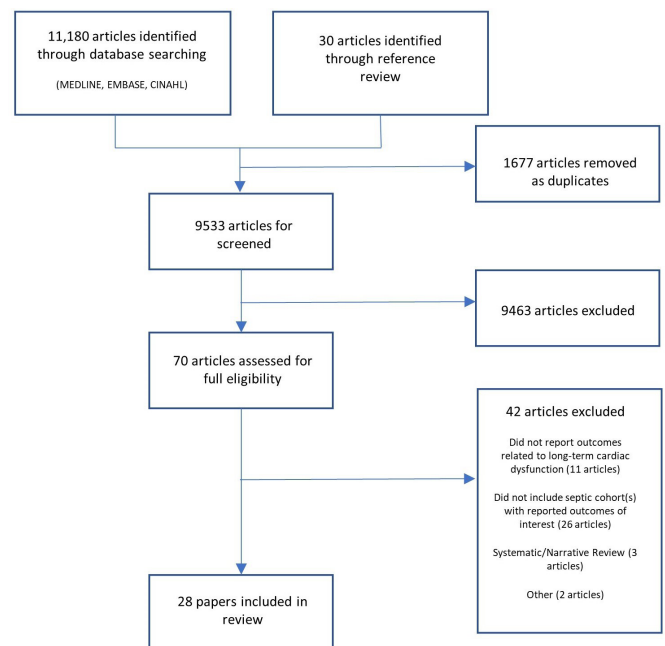 11,180 articles identified
through database searching
(MEDLINE, EMBASE, CINAHL)
30 articles identified
through reference
review
1677 articles removed
as duplicates
9533 articles for
screened
9463 articles excluded
70 articles assessed for
full eligibility
42 articles excluded
Did not report outcomes
related to long-term cardiac
dysfunction (11 articles)
Did not include septic cohort(s)
with reported outcomes of
interest (26 articles)
Systematic/Narrative Review (3
articles)
Other (2 articles)
28 papers included in
review